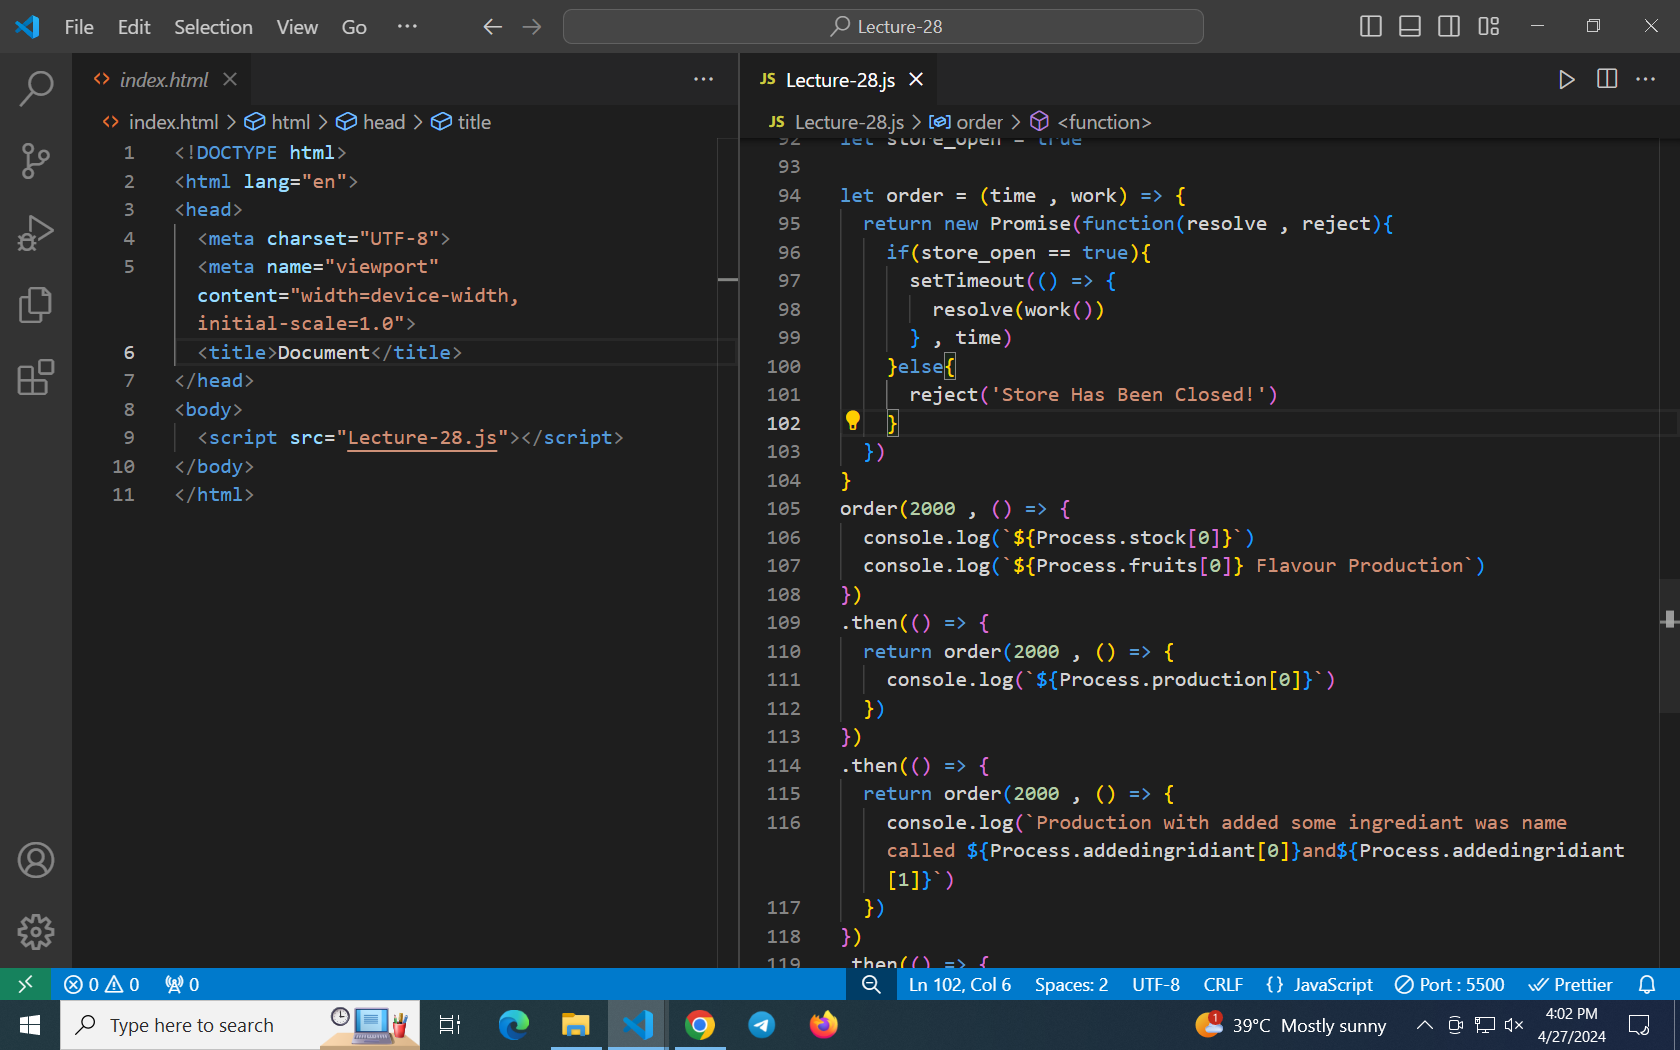 File Edit Selection View Go ···
Lecture-28
index.html
index.html > html > head > title
1 <!DOCTYPE html>
2 <html lang="en">
3 <head>
4 <meta charset="UTF-8">
5 <meta name="viewport"
content="width=device-width,
initial-scale=1.0">
6 <title>Document</title>
7 </head>
8 <body>
9 <script src="Lecture-28.js"></script>
10 </body>
11 </html>
JS Lecture-28.js
JS Lecture-28.js > order > <function>
92 let store_open = true
93
94 let order = (time , work) => {
95 return new Promise(function(resolve , reject){
96 if(store_open == true){
97 setTimeout(() => {
98 resolve(work())
99 } , time)
100 }else{
101 reject('Store Has Been Closed!')
102 }
103 })
104 }
105 order(2000 , () => {
106 console.log(`${Process.stock[0]}`)
107 console.log(`${Process.fruits[0]} Flavour Production`)
108 })
109 .then(() => {
110 return order(2000 , () => {
111 console.log(`${Process.production[0]}`)
112 })
113 })
114 .then(() => {
115 return order(2000 , () => {
116 console.log(`Production with added some ingrediant was name
called ${Process.addedingridiant[0]}and${Process.addedingridiant
[1]}`)
117 })
118 })
119 .then(() => {
0 0 0
Ln 102, Col 6 Spaces: 2 UTF-8 CRLF {} JavaScript Port : 5500 Prettier
Type here to search
1 39°C Mostly sunny
4:02 PM
4/27/2024